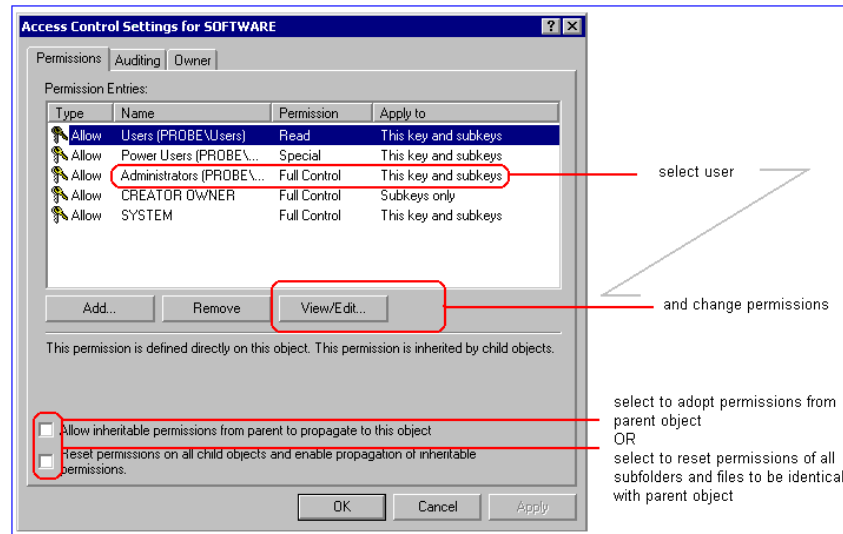 Access Control Settings for SOFTWARE
Permissions Auditing Owner
Permission Entries:
Type Name Permission Apply to
Allow Users (PROBE\Users) Read This key and subkeys
Allow Power Users (PROBE\... Special This key and subkeys
Allow Administrators (PROBE\... Full Control This key and subkeys
Allow CREATOR OWNER Full Control Subkeys only
Allow SYSTEM Full Control This key and subkeys
select user
Add... Remove View/Edit...
and change permissions
This permission is defined directly on this object. This permission is inherited by child objects.
Allow inheritable permissions from parent to propagate to this object
Reset permissions on all child objects and enable propagation of inheritable
permissions.
select to adopt permissions from
parent object
OR
select to reset permissions of all
subfolders and files to be identical
with parent object
OK Cancel Apply